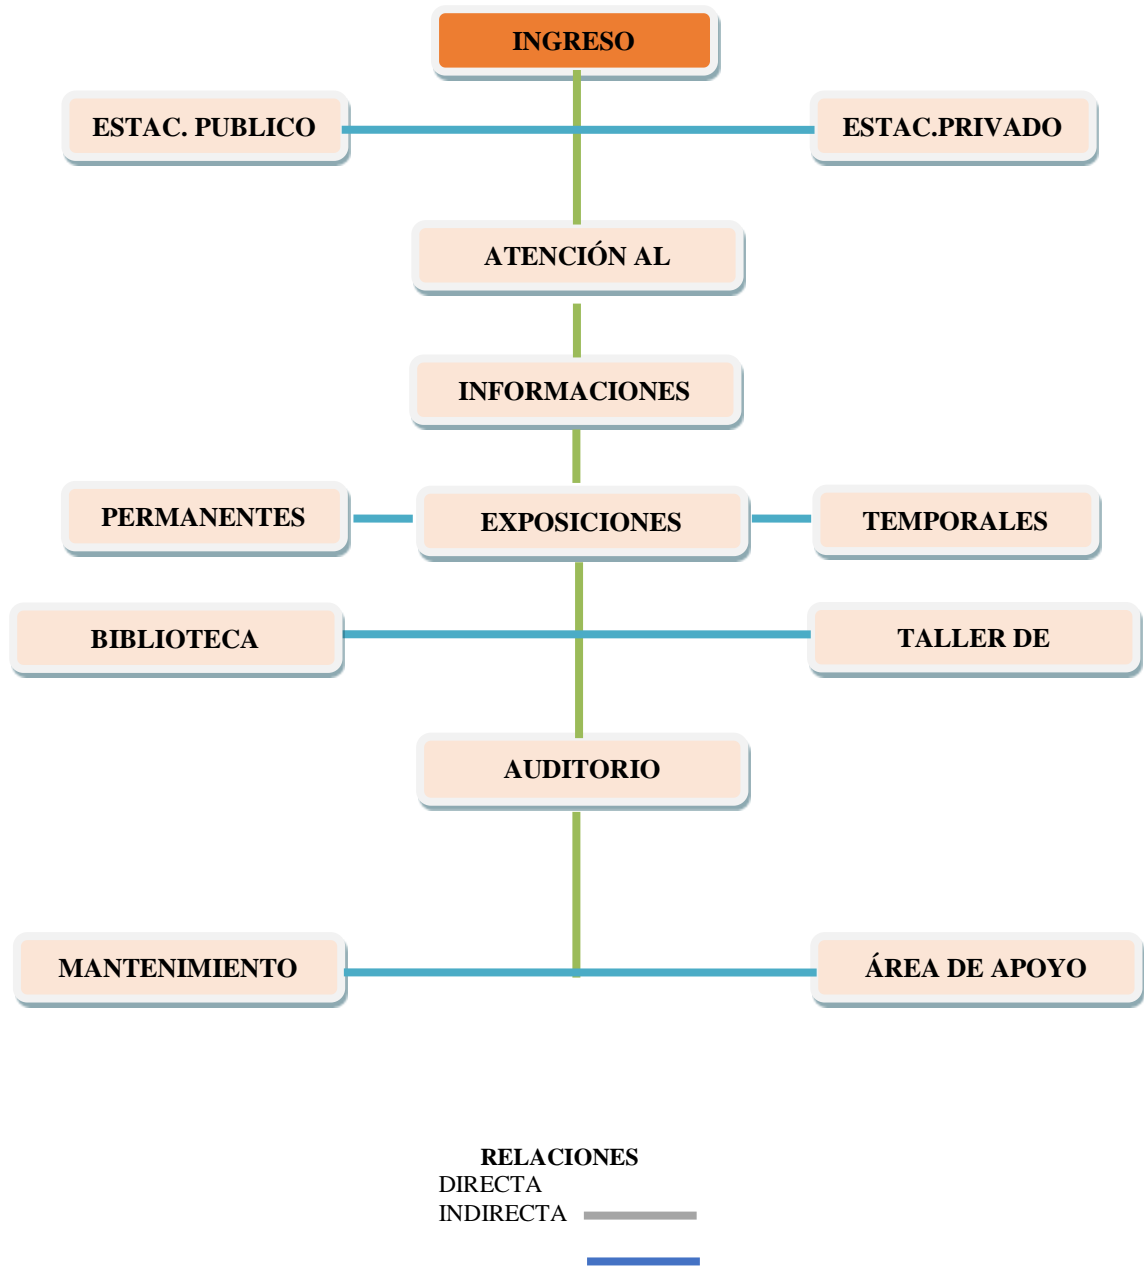 INGRESO
ESTAC. PUBLICO
ESTAC.PRIVADO
ATENCIÓN AL
INFORMACIONES
PERMANENTES
EXPOSICIONES
TEMPORALES
BIBLIOTECA
TALLER DE
AUDITORIO
MANTENIMIENTO
ÁREA DE APOYO
RELACIONES
DIRECTA
INDIRECTA